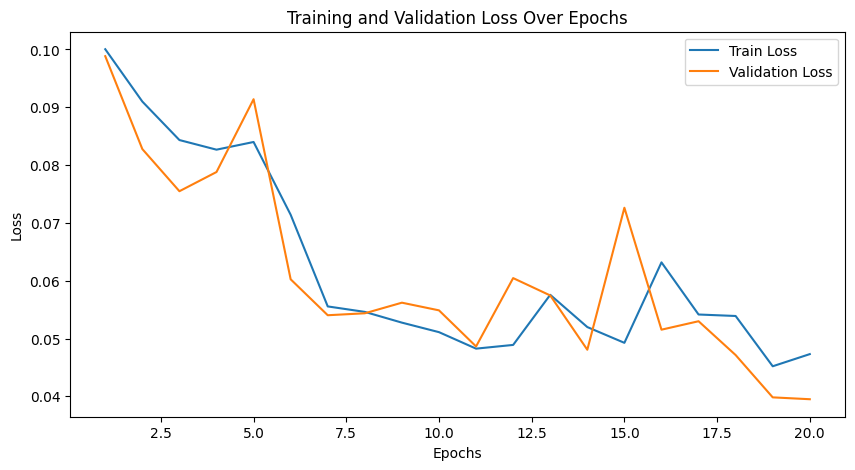 Training and Validation Loss Over Epochs
Train Loss
Validation Loss
0.10
0.09
0.08
0.07
0.06
0.05
0.04
Loss
2.5 5.0 7.5 10.0 12.5 15.0 17.5 20.0
Epochs